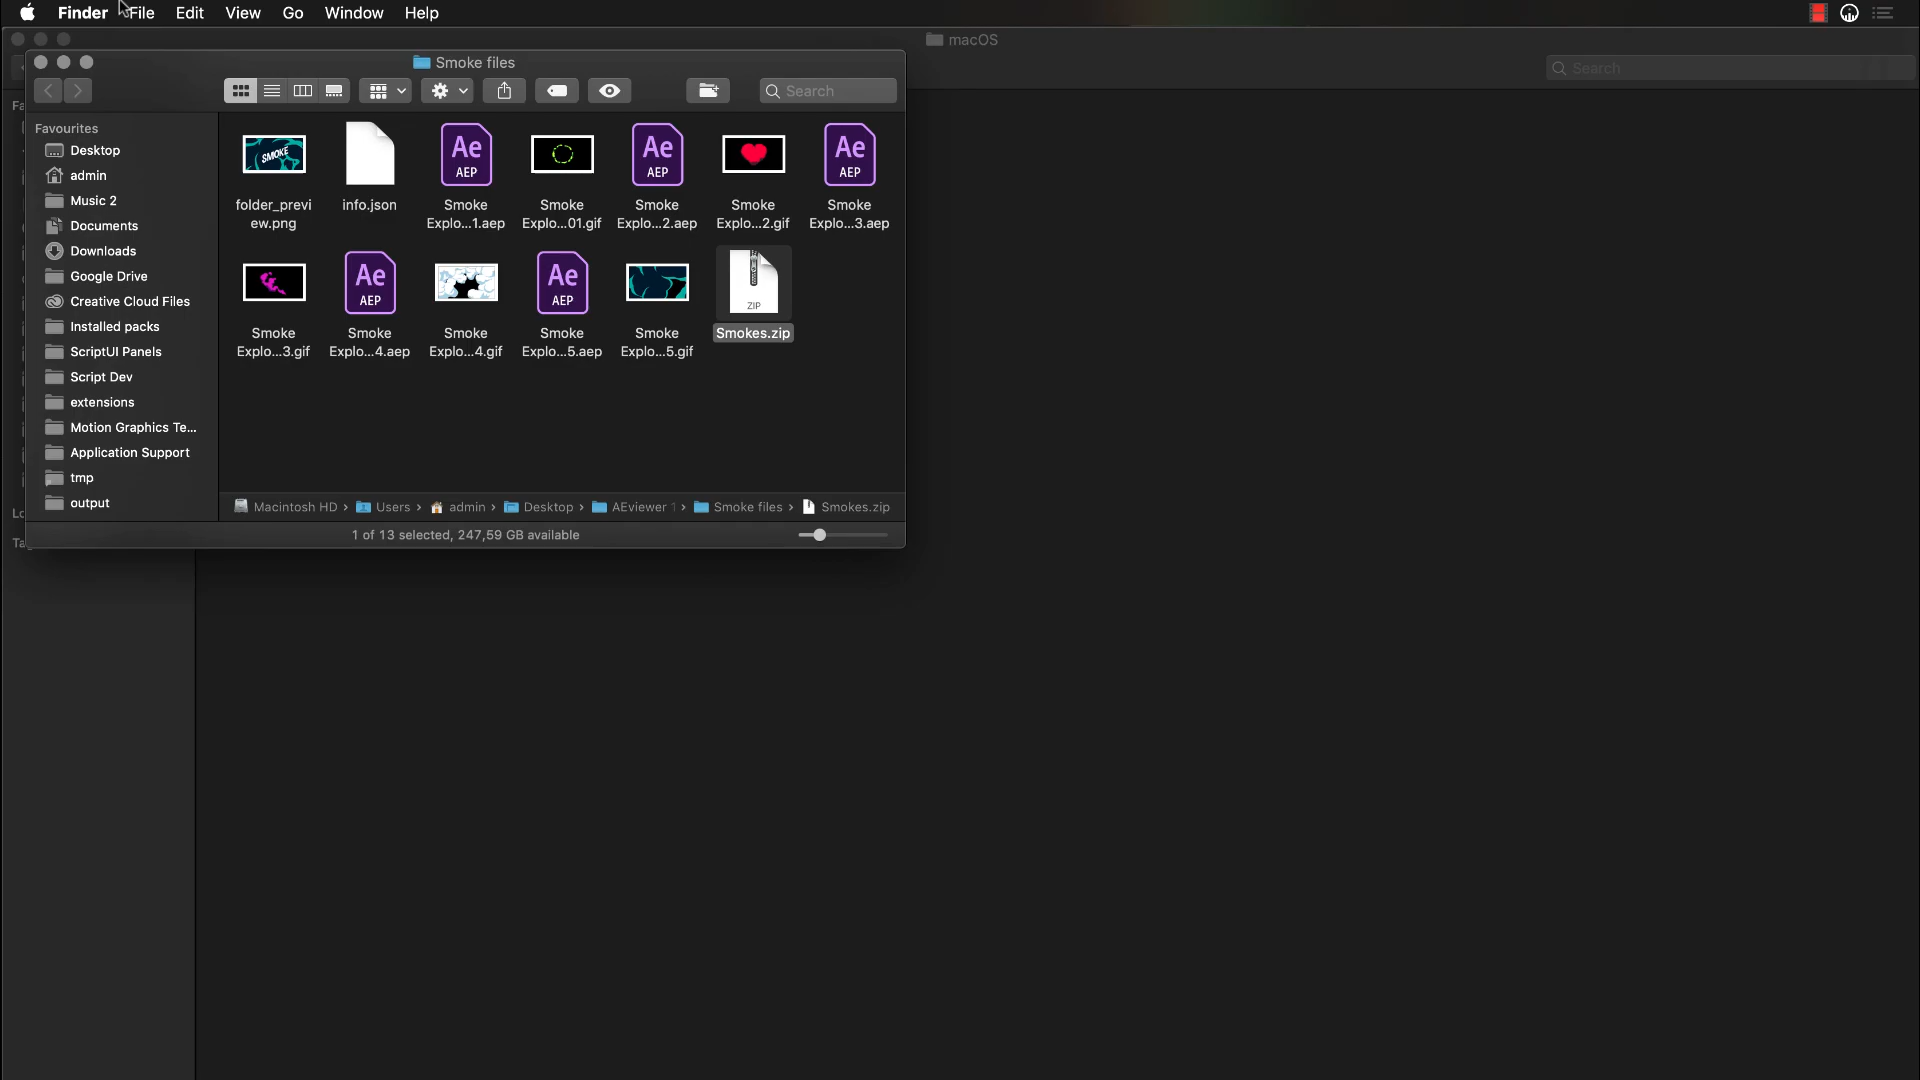 Finder File Edit View Go Window Help
macOS
Search
Smoke files
Search
Favourites
Desktop
admin
Music 2
Documents
Downloads
Google Drive
Creative Cloud Files
Installed packs
ScriptUI Panels
Script Dev
extensions
Motion Graphics Te...
Application Support
tmp
output
SMOKE
folder_previ
ew.png
info.json
Ae
AEP
Smoke
Explo...1.aep
Smoke
Explo...01.gif
Ae
AEP
Smoke
Explo...2.aep
Smoke
Explo...2.gif
Ae
AEP
Smoke
Explo...3.aep
Smoke
Explo...3.gif
Ae
AEP
Smoke
Explo...4.aep
Smoke
Explo...4.gif
Ae
AEP
Smoke
Explo...5.aep
Smoke
Explo...5.gif
ZIP
Smokes.zip
Macintosh HD › Users › admin › Desktop › AEviewer 1 › Smoke files › Smokes.zip
1 of 13 selected, 247,59 GB available